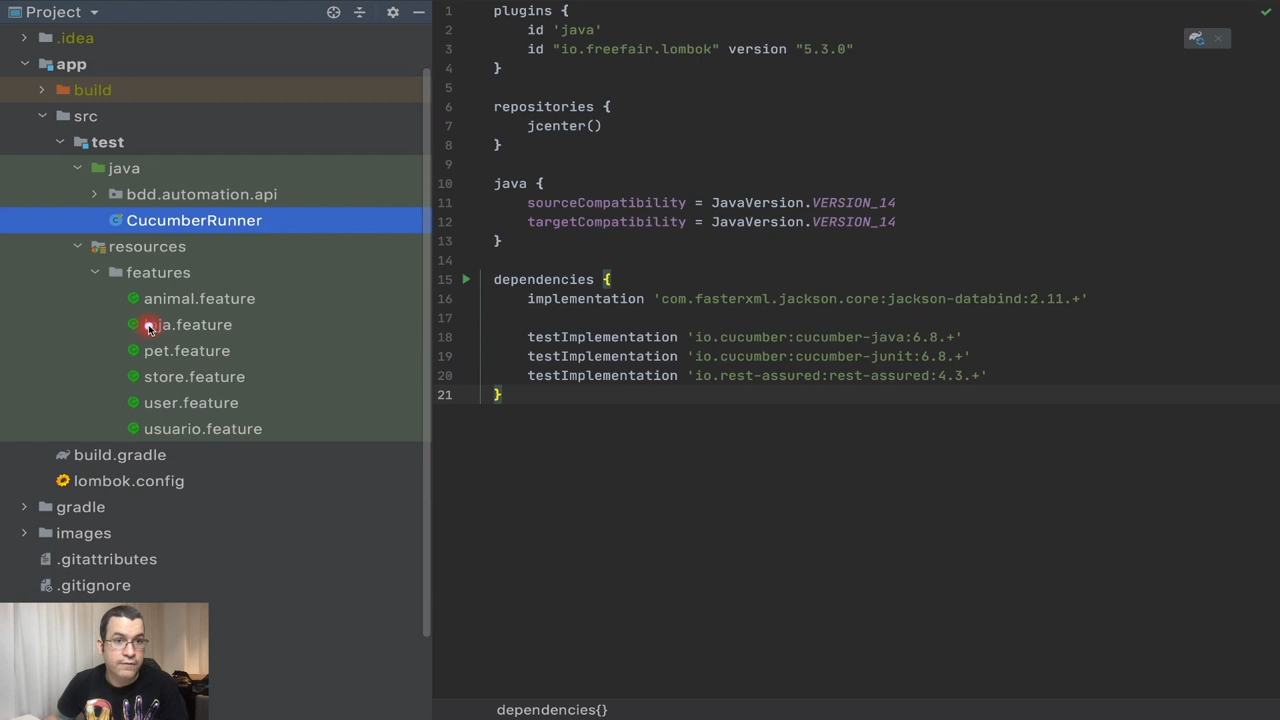 Project
.idea
app
build
src
test
java
bdd.automation.api
CucumberRunner
resources
features
animal.feature
ja.feature
pet.feature
store.feature
user.feature
usuario.feature
build.gradle
lombok.config
gradle
images
.gitattributes
.gitignore
1 plugins {
2 id 'java'
3 id "io.freefair.lombok" version "5.3.0"
4 }
5
6 repositories {
7 jcenter()
8 }
9
10 java {
11 sourceCompatibility = JavaVersion.VERSION_14
12 targetCompatibility = JavaVersion.VERSION_14
13 }
14
15 dependencies {
16 implementation 'com.fasterxml.jackson.core:jackson-databind:2.11.+'
17
18 testImplementation 'io.cucumber:cucumber-java:6.8.+'
19 testImplementation 'io.cucumber:cucumber-junit:6.8.+'
20 testImplementation 'io.rest-assured:rest-assured:4.3.+'
21 }
dependencies{}